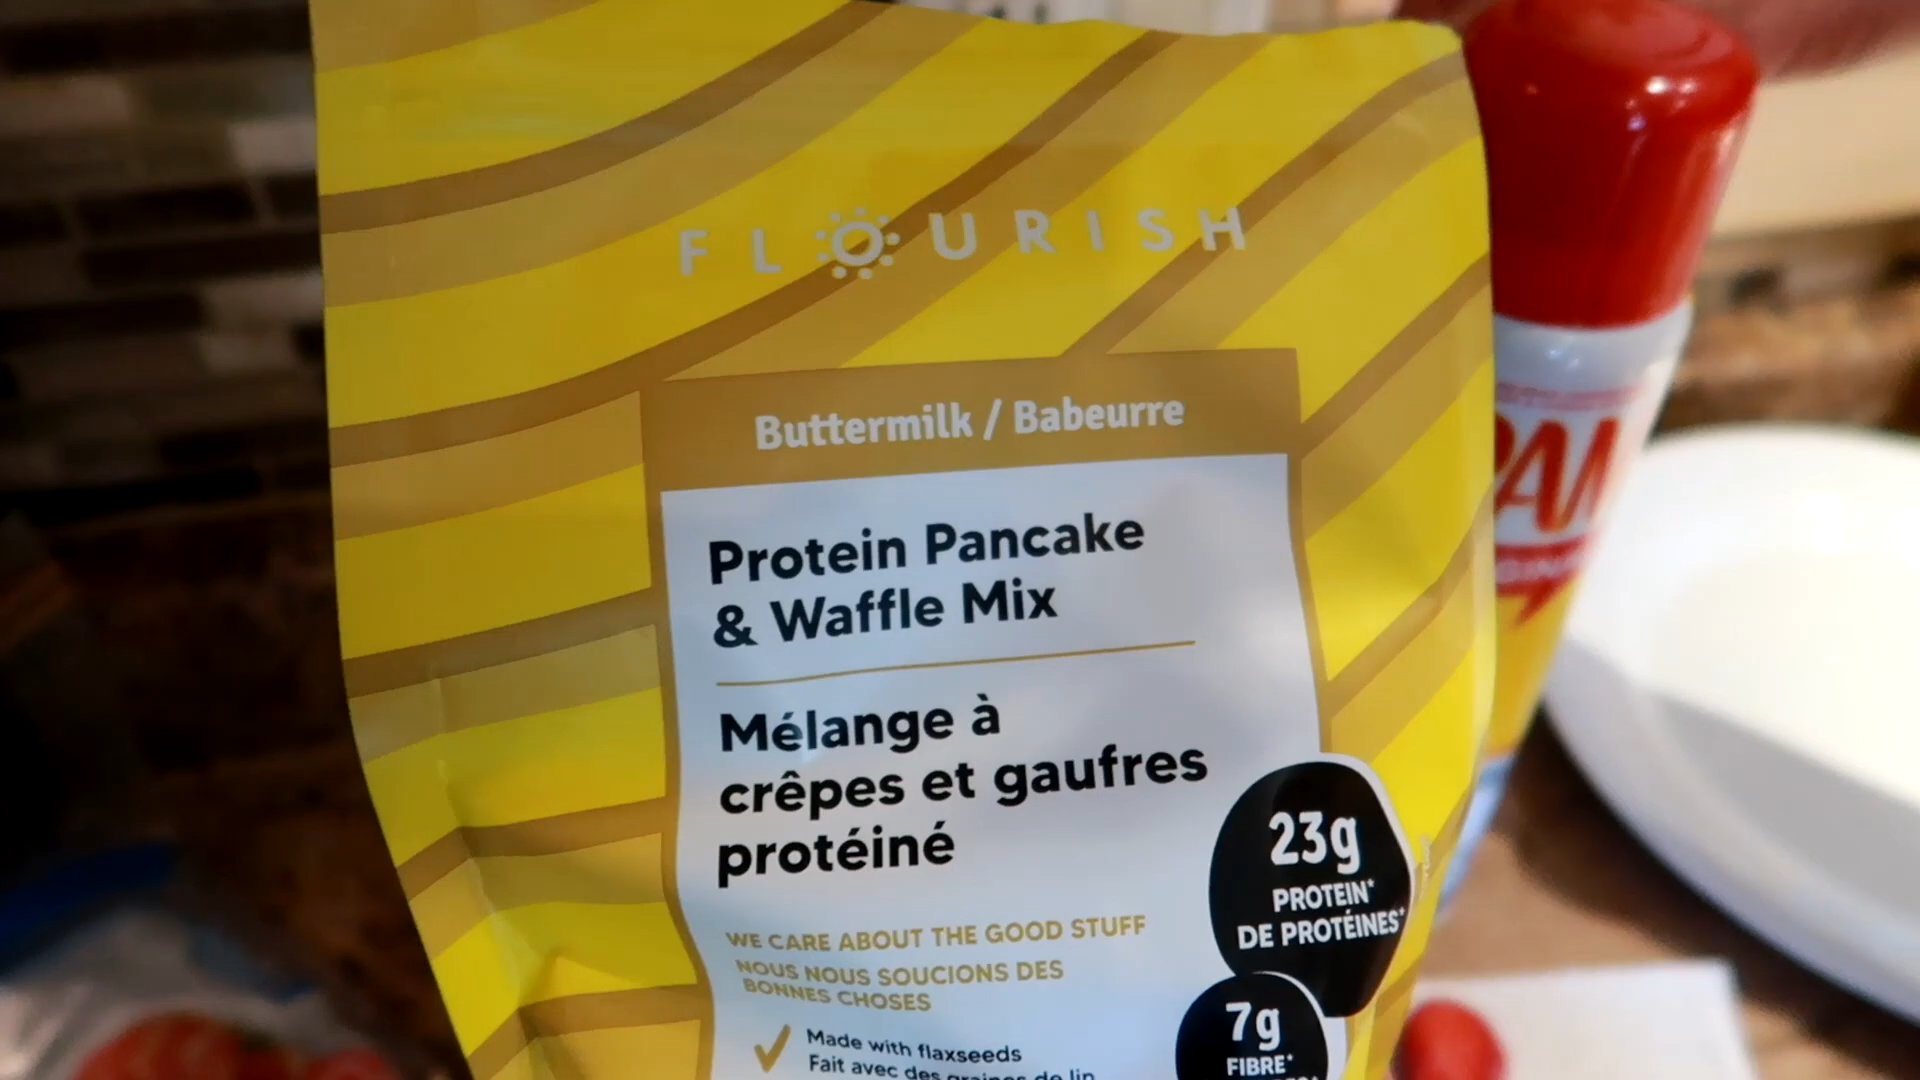 FLOURISH
Buttermilk / Babeurre
Protein Pancake
& Waffle Mix
Mélange à
crêpes et gaufres
protéiné
23g
PROTEIN*
DE PROTÉINES*
WE CARE ABOUT THE GOOD STUFF
NOUS NOUS SOUCIONS DES
BONNES CHOSES
7g
FIBRE*
Made with flaxseeds
Fait avec des graines de lin
PAM